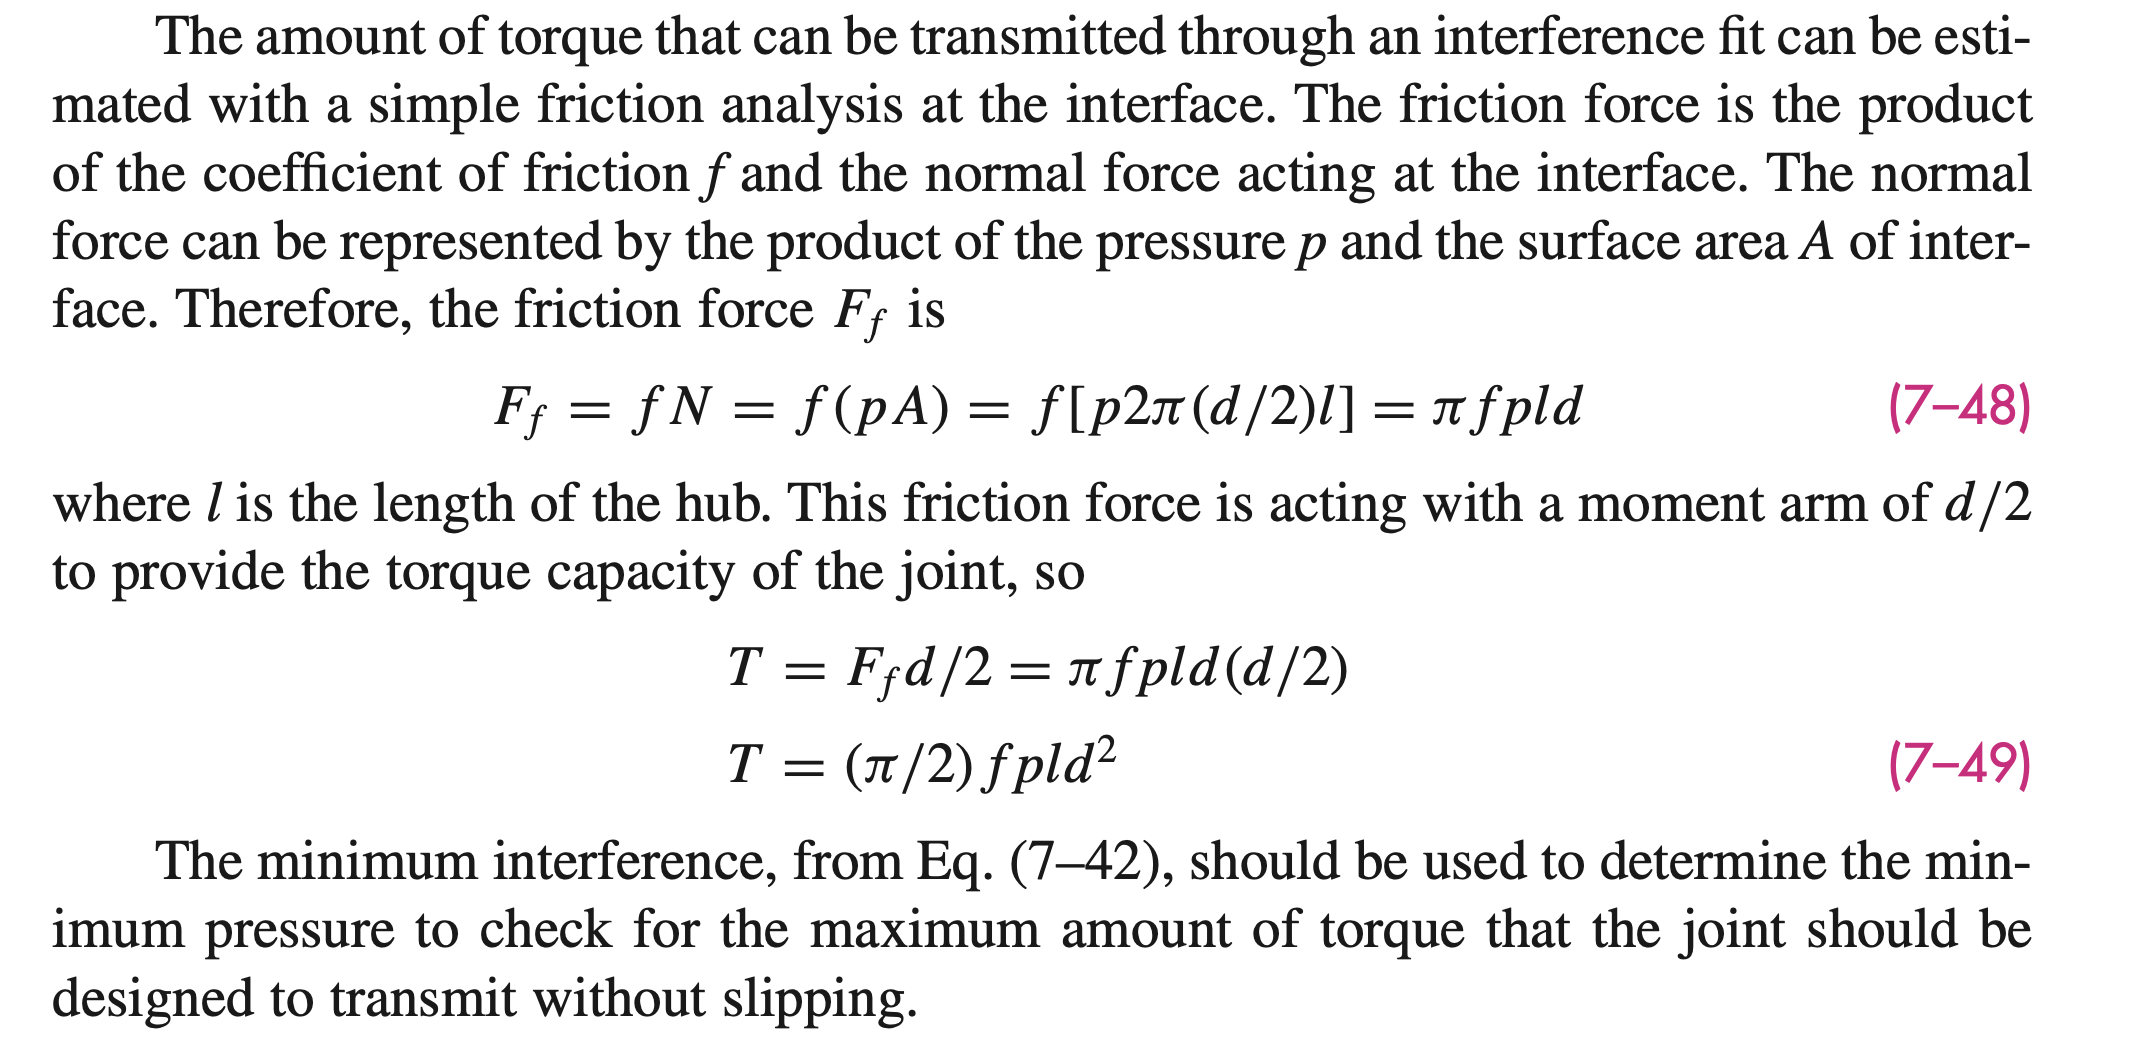 The amount of torque that can be transmitted through an interference fit can be esti-
mated with a simple friction analysis at the interface. The friction force is the product
of the coefficient of friction f and the normal force acting at the interface. The normal
force can be represented by the product of the pressure p and the surface area A of inter-
face. Therefore, the friction force F_f is
F_f = fN = f(pA) = f[p2π(d/2)l] = πfpld (7–48)
where l is the length of the hub. This friction force is acting with a moment arm of d/2
to provide the torque capacity of the joint, so
T = F_f d/2 = πfpld(d/2)
T = (π/2)fpld² (7–49)
The minimum interference, from Eq. (7–42), should be used to determine the min-
imum pressure to check for the maximum amount of torque that the joint should be
designed to transmit without slipping.